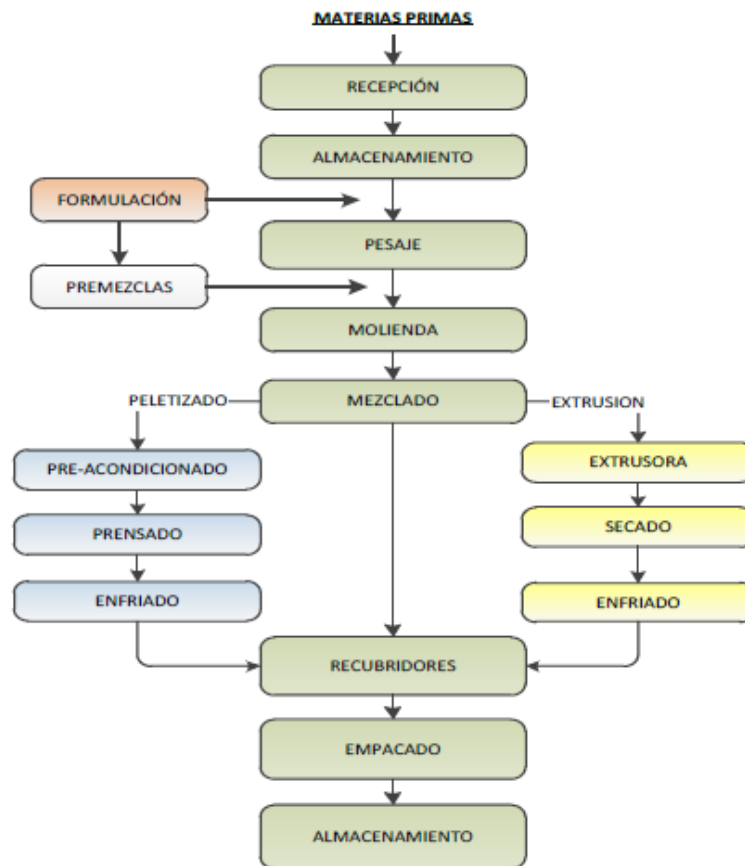 MATERIAS PRIMAS
RECEPCIÓN
ALMACENAMIENTO
FORMULACIÓN
PESAJE
PREMEZCLAS
MOLIENDA
PELETIZADO
MEZCLADO
EXTRUSION
PRE-ACONDICIONADO
EXTRUSORA
PRENSADO
SECADO
ENFRIADO
ENFRIADO
RECUBRIDORES
EMPACADO
ALMACENAMIENTO